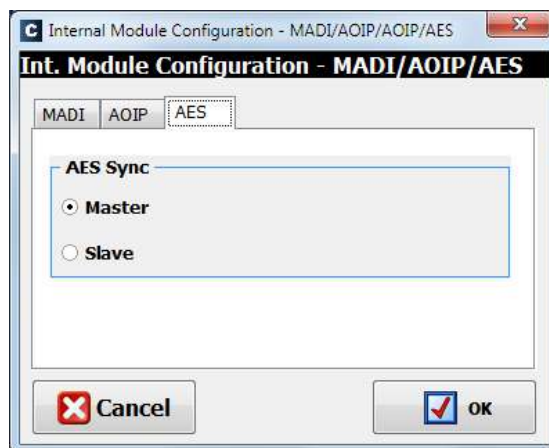 C Internal Module Configuration - MADI/AOIP/AOIP/AES
Int. Module Configuration - MADI/AOIP/AES
MADI AOIP AES
AES Sync
Master
Slave
Cancel OK